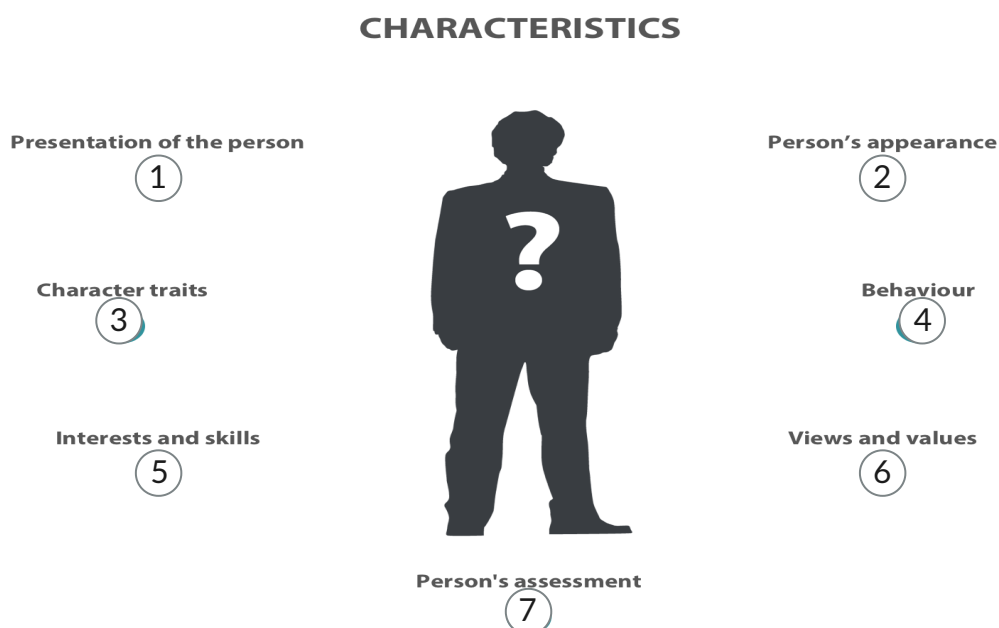 CHARACTERISTICS
Presentation of the person
1
Person’s appearance
2
Character traits
3
Behaviour
4
?
Interests and skills
5
Views and values
6
Person's assessment
7